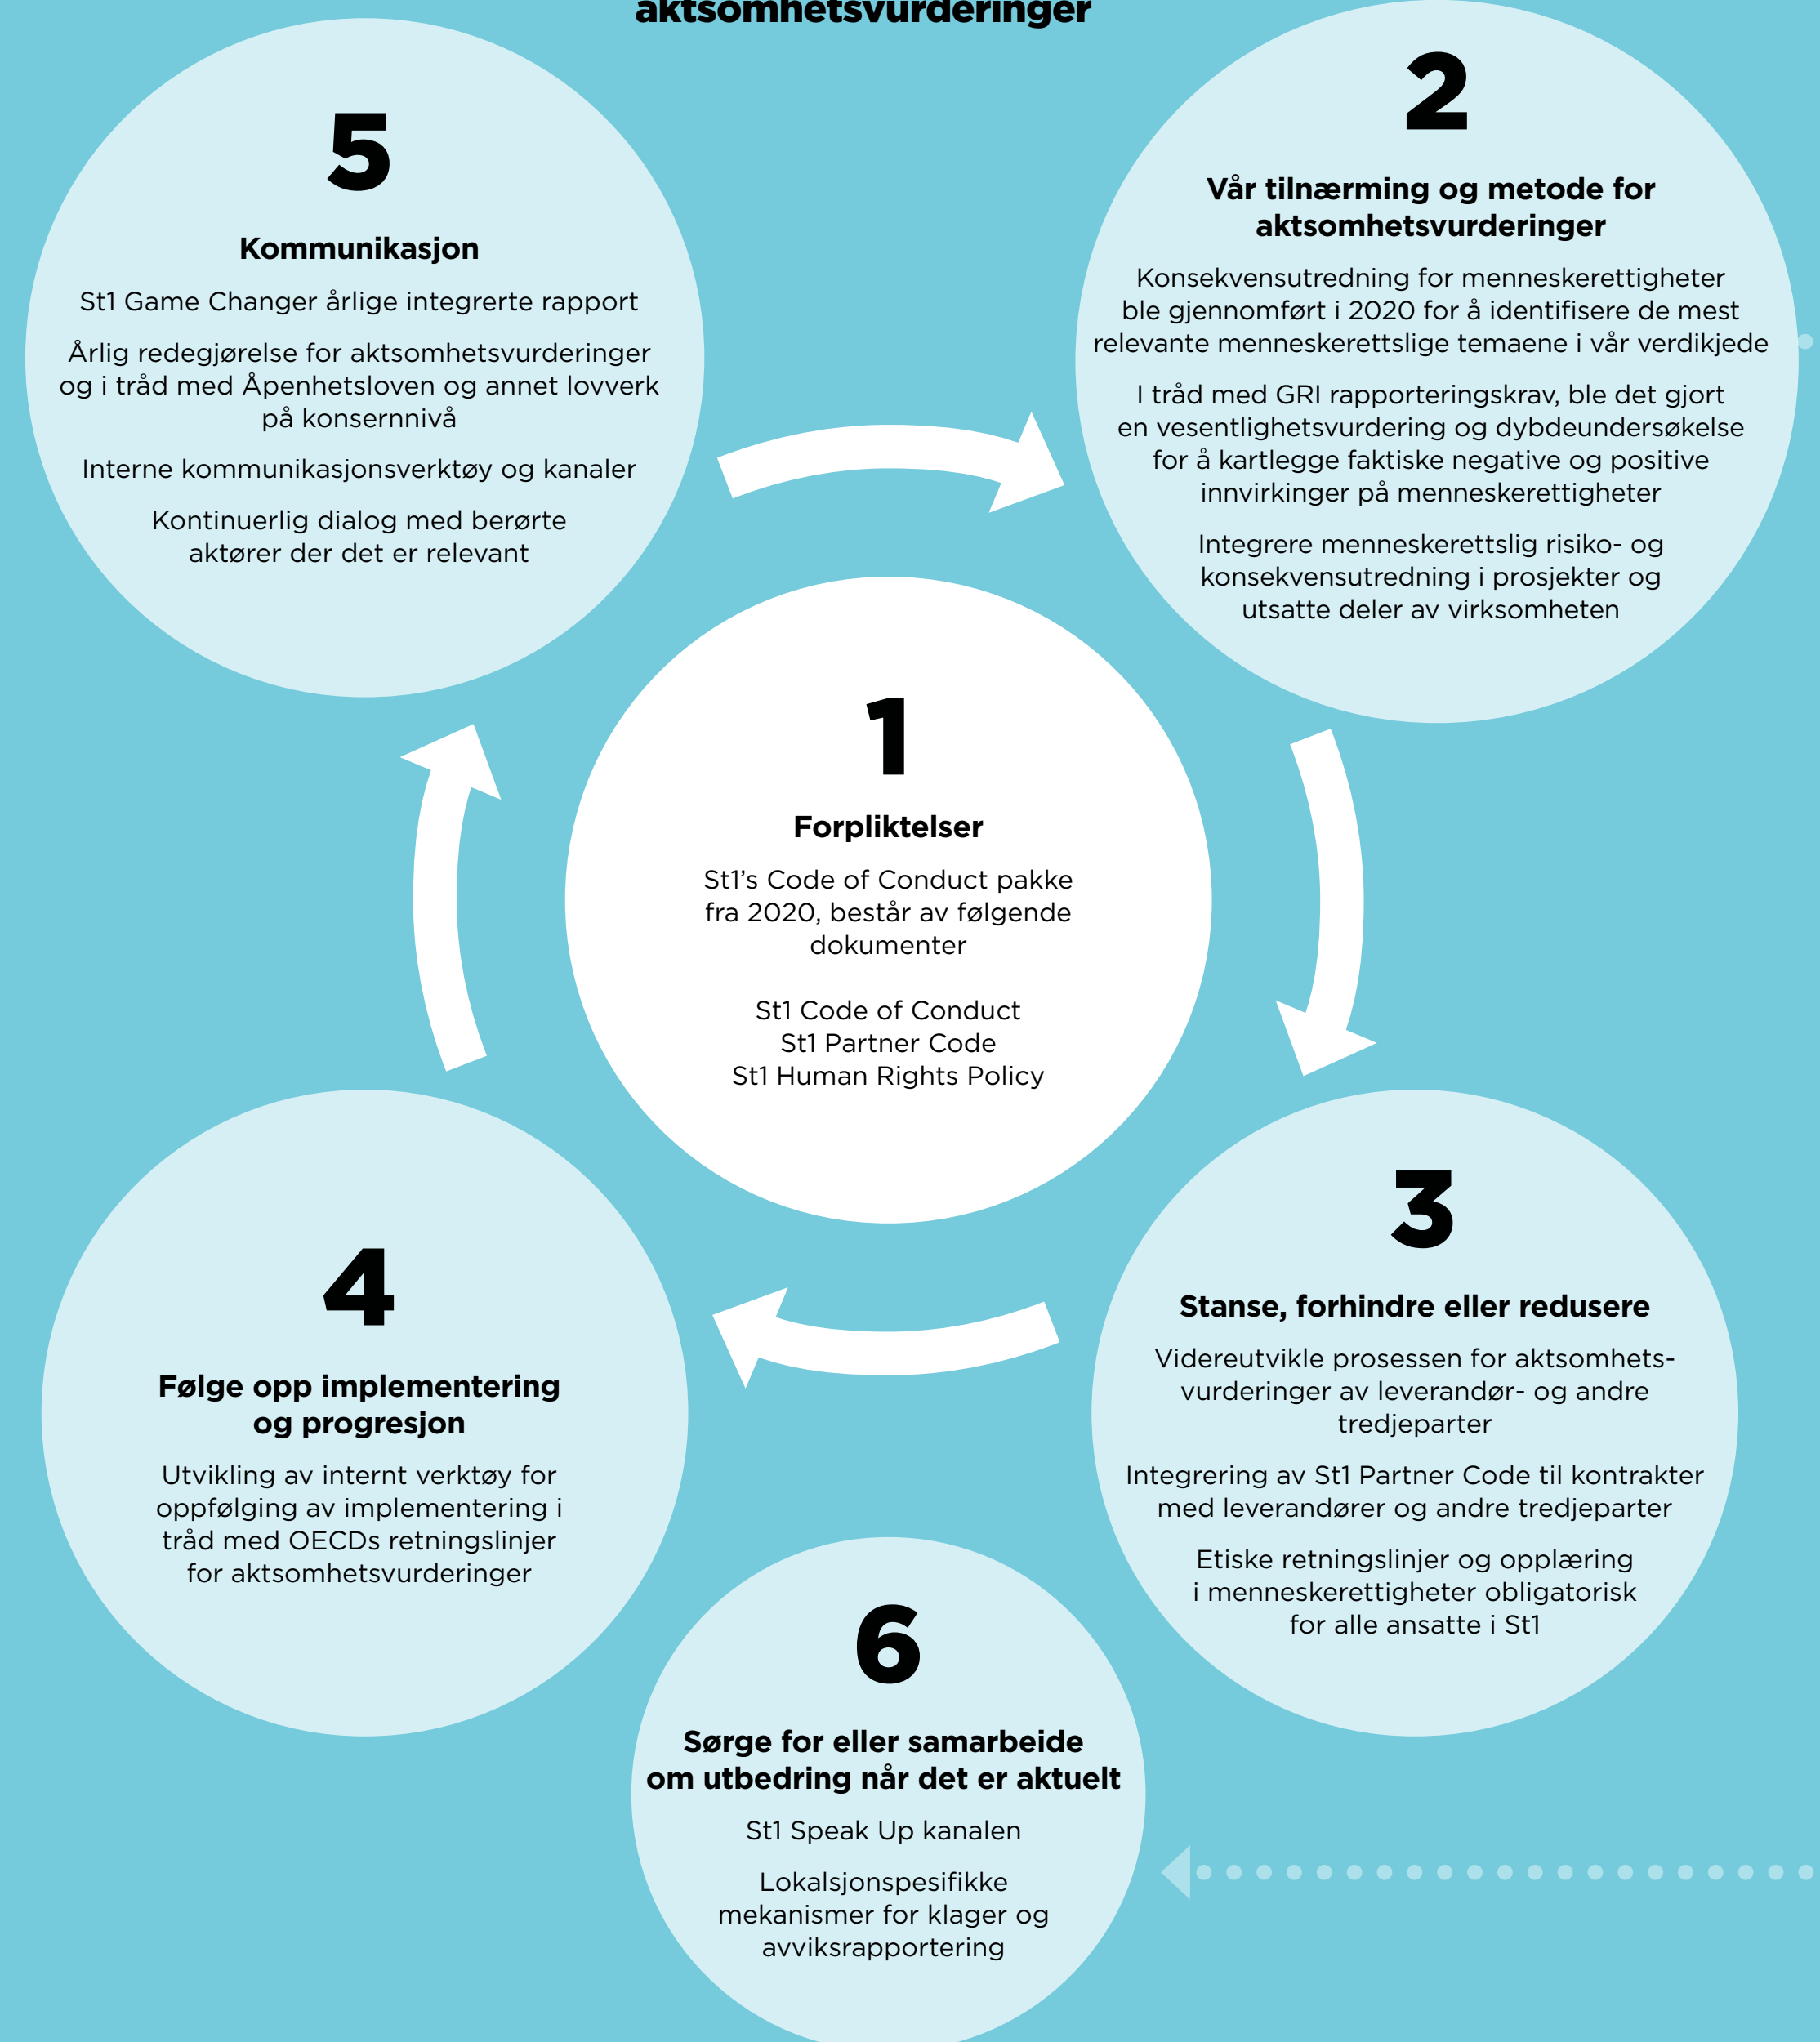 aktsomhetsvurderinger
5
Kommunikasjon
St1 Game Changer årlige integrerte rapport
Årlig redegjørelse for aktsomhetsvurderinger
og i tråd med Åpenhetsloven og annet lovverk
på konsernnivå
Interne kommunikasjonsverktøy og kanaler
Kontinuerlig dialog med berørte
aktører der det er relevant
2
Vår tilnærming og metode for
aktsomhetsvurderinger
Konsekvensutredning for menneskerettigheter
ble gjennomført i 2020 for å identifisere de mest
relevante menneskerettslige temaene i vår verdikjede
I tråd med GRI rapporteringskrav, ble det gjort
en vesentlighetsvurdering og dybdeundersøkelse
for å kartlegge faktiske negative og positive
innvirkinger på menneskerettigheter
Integrere menneskerettslig risiko- og
konsekvensutredning i prosjekter og
utsatte deler av virksomheten
1
Forpliktelser
St1’s Code of Conduct pakke
fra 2020, består av følgende
dokumenter
St1 Code of Conduct
St1 Partner Code
St1 Human Rights Policy
3
Stanse, forhindre eller redusere
Videreutvikle prosessen for aktsomhets-
vurderinger av leverandør- og andre
tredjeparter
Integrering av St1 Partner Code til kontrakter
med leverandører og andre tredjeparter
Etiske retningslinjer og opplæring
i menneskerettigheter obligatorisk
for alle ansatte i St1
4
Følge opp implementering
og progresjon
Utvikling av internt verktøy for
oppfølging av implementering i
tråd med OECDs retningslinjer
for aktsomhetsvurderinger
6
Sørge for eller samarbeide
om utbedring når det er aktuelt
St1 Speak Up kanalen
Lokalsjonspesifikke
mekanismer for klager og
avviksrapportering